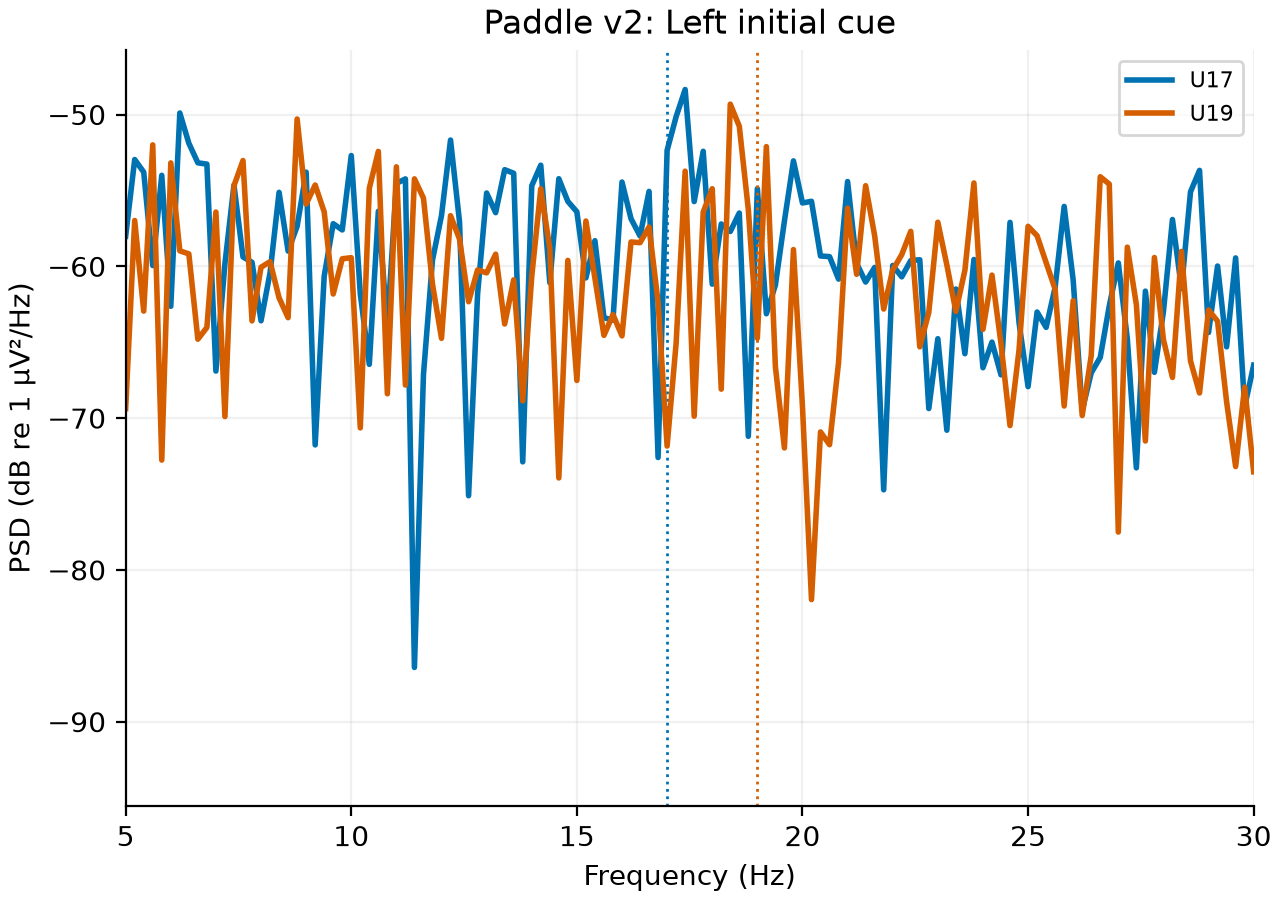 Paddle v2: Left initial cue
U17
U19
PSD (dB re 1 µV²/Hz)
−50
−60
−70
−80
−90
5
10
15
20
25
30
Frequency (Hz)